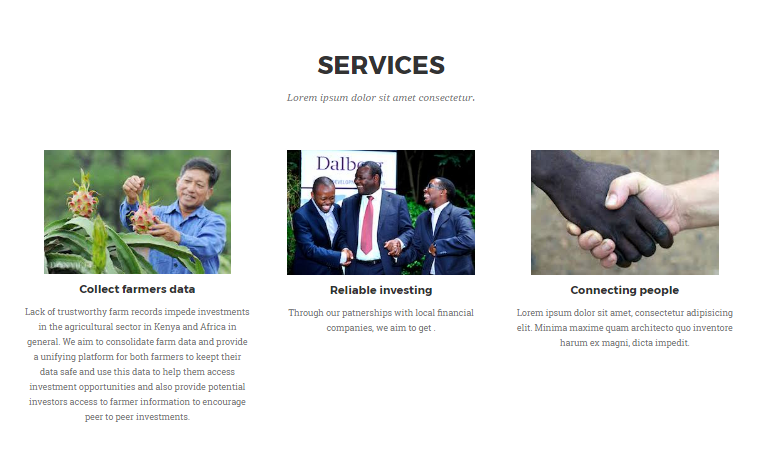 SERVICES
Lorem ipsum dolor sit amet consectetur.
Collect farmers data
Lack of trustworthy farm records impede investments
in the agricultural sector in Kenya and Africa in
general. We aim to consolidate farm data and provide
a unifying platform for both farmers to keept their
data safe and use this data to help them access
investment opportunities and also provide potential
investors access to farmer information to encourage
peer to peer investments.
Dalberg
Reliable investing
Through our patnerships with local financial
companies, we aim to get .
Connecting people
Lorem ipsum dolor sit amet, consectetur adipisicing
elit. Minima maxime quam architecto quo inventore
harum ex magni, dicta impedit.